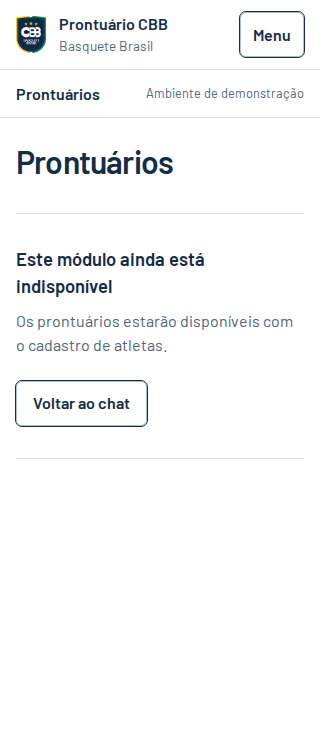 CBB
Prontuário CBB
Basquete Brasil
Menu
Prontuários
Ambiente de demonstração
Prontuários
Este módulo ainda está
indisponível
Os prontuários estarão disponíveis com
o cadastro de atletas.
Voltar ao chat